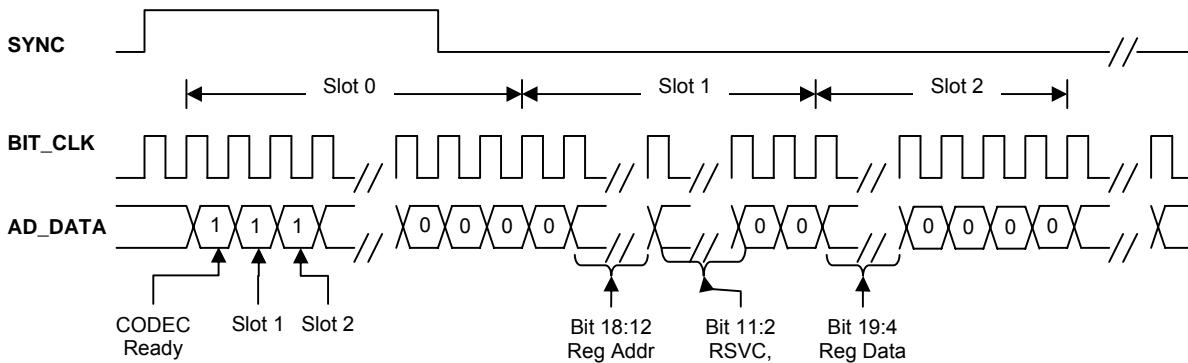 SYNC
Slot 0 Slot 1 Slot 2
BIT_CLK
AD_DATA 1 1 1 0 0 0 0 0 0 0 0 0 0
CODEC Ready
Slot 1
Slot 2
Bit 18:12
Reg Addr
Bit 11:2
RSVC,
Bit 19:4
Reg Data